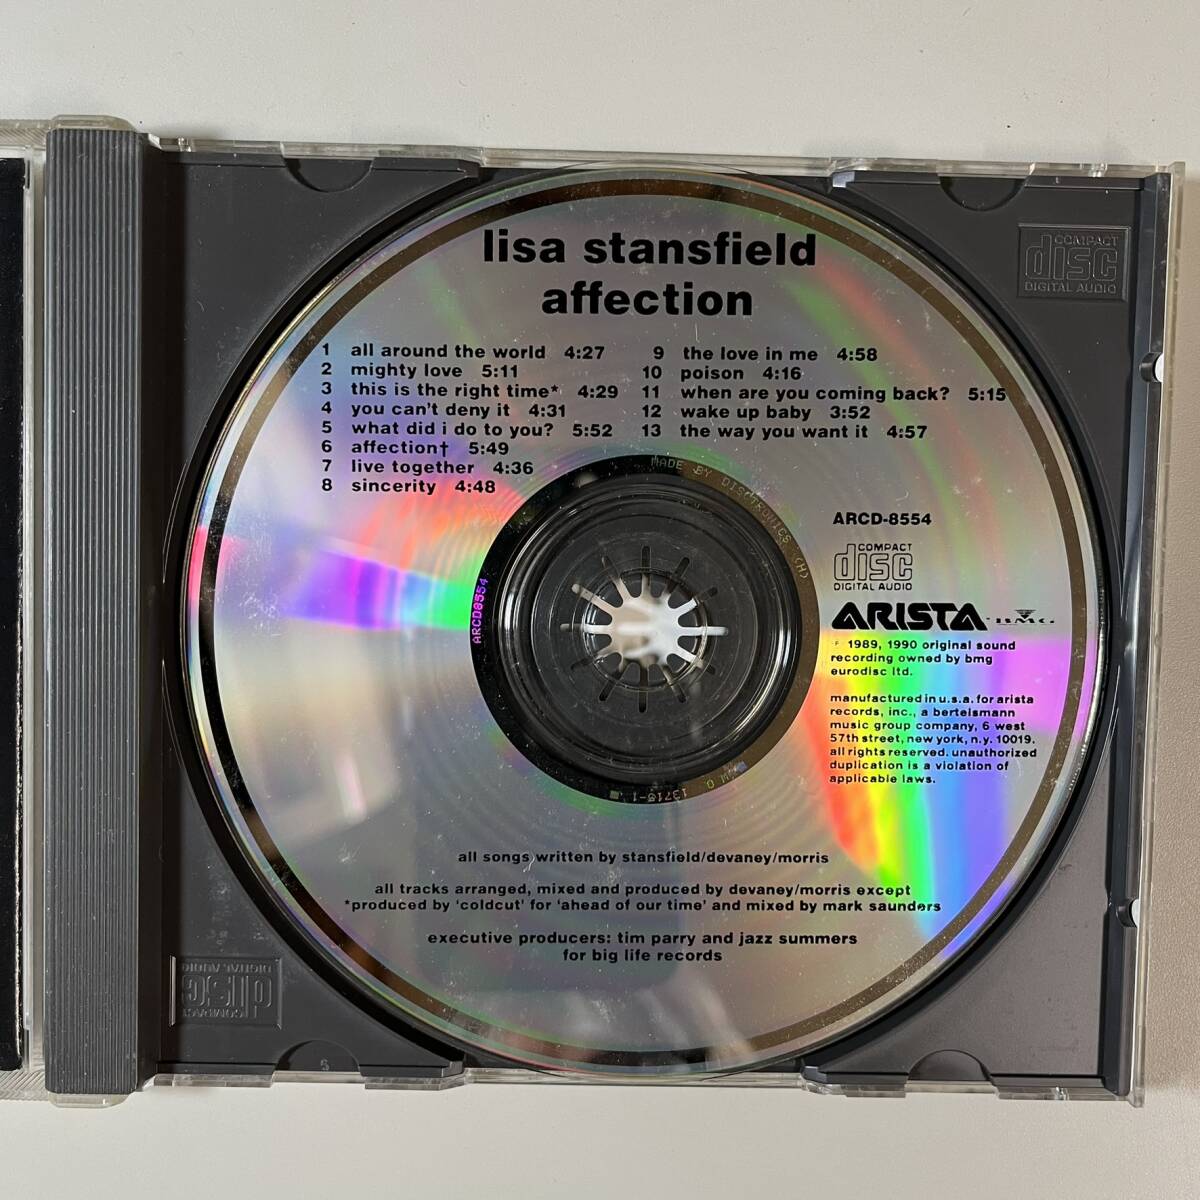 lisa stansfield
affection
1 all around the world 4:27
2 mighty love 5:11
3 this is the right time* 4:29
4 you can't deny it 4:31
5 what did i do to you? 5:52
6 affection† 5:49
7 live together 4:36
8 sincerity 4:48
9 the love in me 4:58
10 poison 4:16
11 when are you coming back? 5:15
12 wake up baby 3:52
13 the way you want it 4:57
MADE BY DISCTRONICS (H)
ARCD8554
ARCD-8554
COMPACT
disc
DIGITAL AUDIO
ARISTA BMG
℗ 1989, 1990 original sound
recording owned by bmg
eurodisc ltd.
manufactured in u.s.a. for arista
records, inc., a bertelsmann
music group company, 6 west
57th street, new york, n.y. 10019.
all rights reserved. unauthorized
duplication is a violation of
applicable laws.
all songs written by stansfield/devaney/morris
all tracks arranged, mixed and produced by devaney/morris except
*produced by 'coldcut' for 'ahead of our time' and mixed by mark saunders
executive producers: tim parry and jazz summers
for big life records
COMPACT
disc
DIGITAL AUDIO
COMPACT
disc
DIGITAL AUDIO